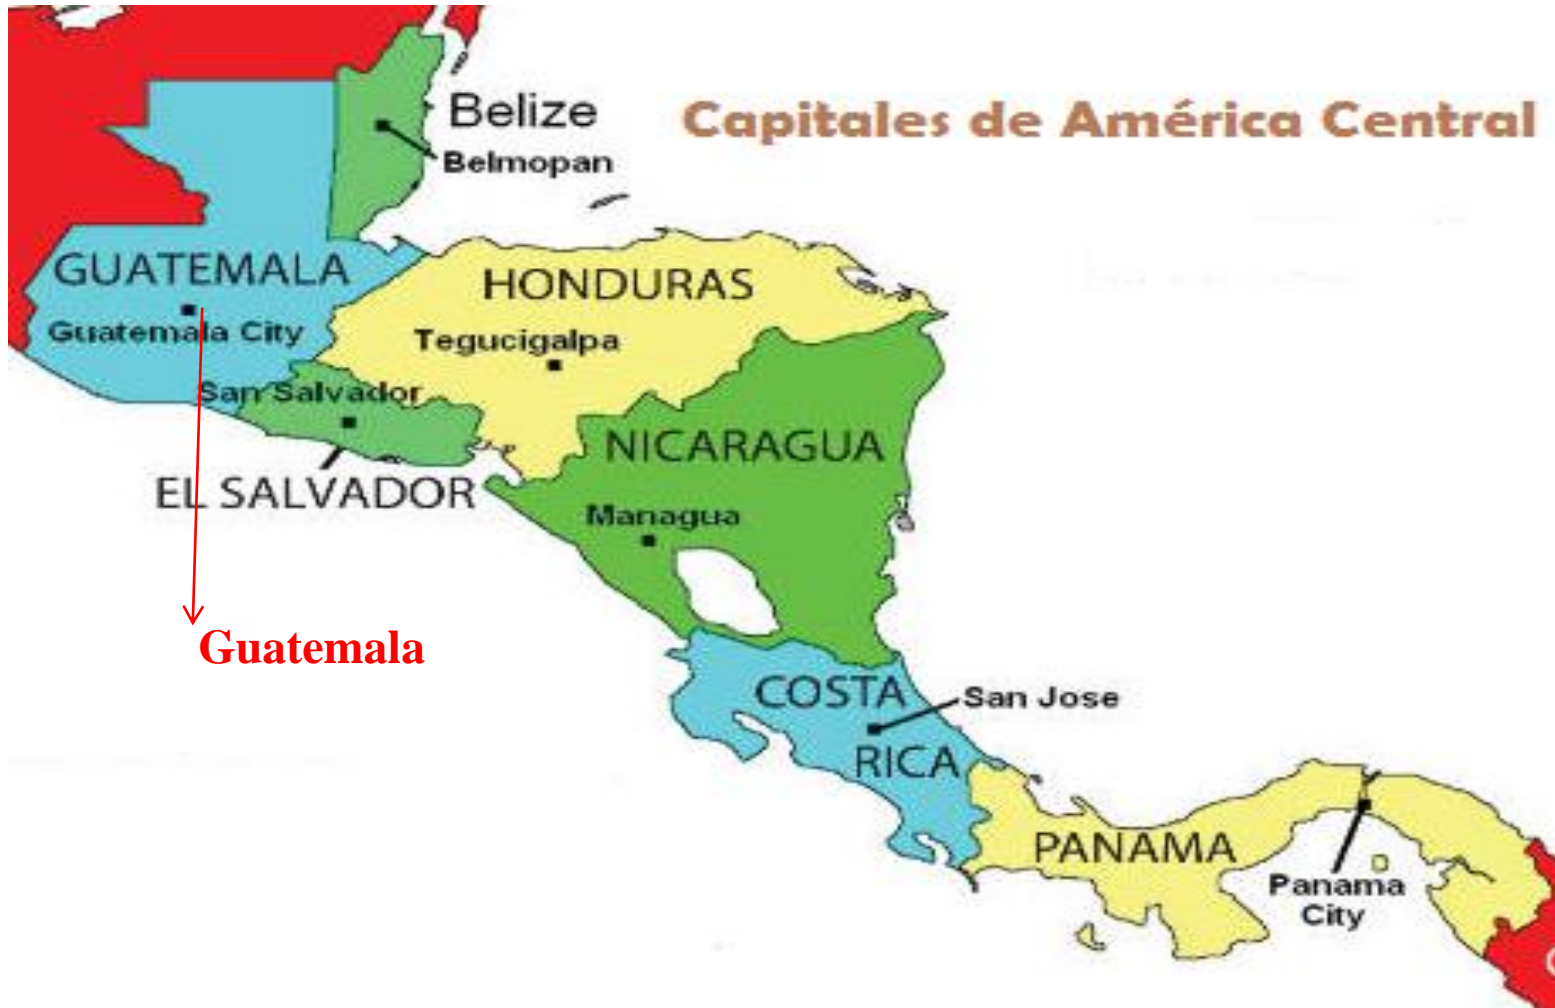 Belize
Capitales de América Central
Belmopan
GUATEMALA
HONDURAS
Guatemala City
Tegucigalpa
San Salvador
NICARAGUA
EL SALVADOR
Managua
Guatemala
COSTA
San Jose
RICA
PANAMA
Panama
City